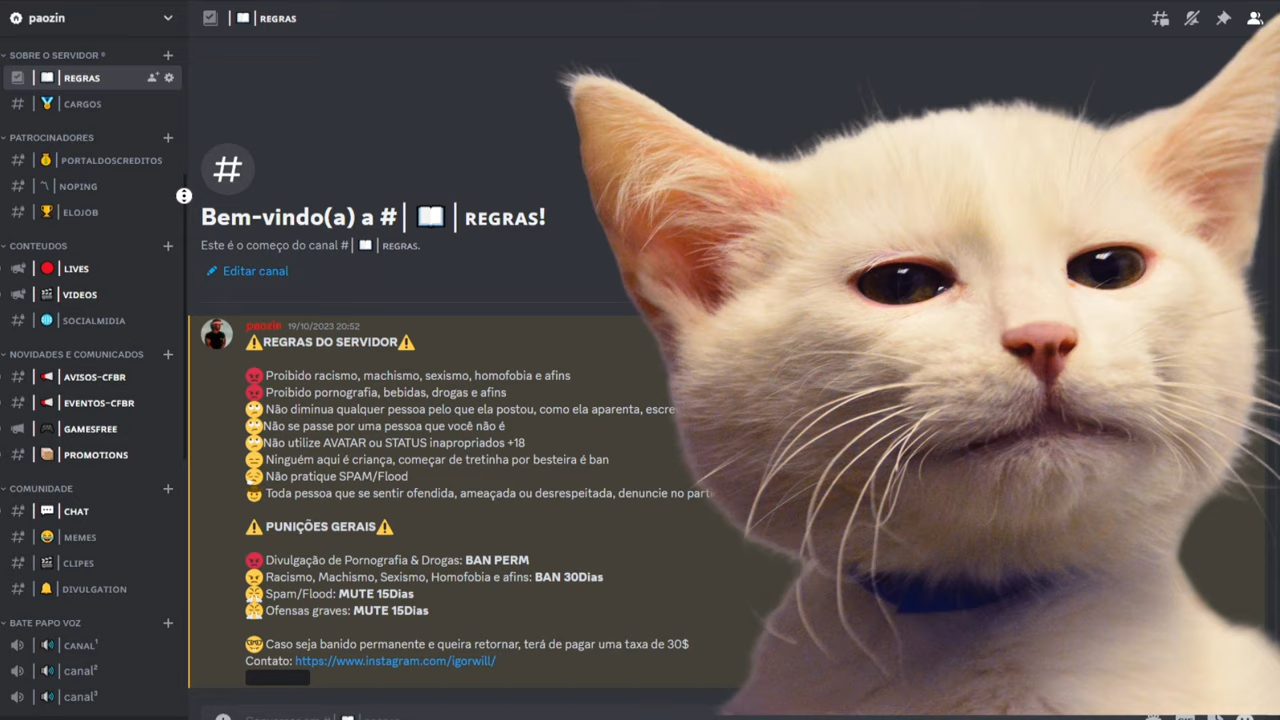 paozin
REGRAS
SOBRE O SERVIDOR
REGRAS
CARGOS
PATROCINADORES
PORTALDOSCREDITOS
NOPING
ELOJOB
CONTEUDOS
LIVES
VIDEOS
SOCIALMIDIA
NOVIDADES E COMUNICADOS
AVISOS-CFBR
EVENTOS-CFBR
GAMESFREE
PROMOTIONS
COMUNIDADE
CHAT
MEMES
CLIPES
DIVULGATION
BATE PAPO VOZ
CANAL¹
canal²
canal³
Bem-vindo(a) a #│📖│REGRAS!
Este é o começo do canal #│📖│REGRAS.
Editar canal
paozin 19/10/2023 20:52
⚠️REGRAS DO SERVIDOR⚠️
Proibido racismo, machismo, sexismo, homofobia e afins
Proibido pornografia, bebidas, drogas e afins
Não diminua qualquer pessoa pelo que ela postou, como ela aparenta, escre
Não se passe por uma pessoa que você não é
Não utilize AVATAR ou STATUS inapropriados +18
Ninguém aqui é criança, começar de tretinha por besteira é ban
Não pratique SPAM/Flood
Toda pessoa que se sentir ofendida, ameaçada ou desrespeitada, denuncie no part
⚠️ PUNIÇÕES GERAIS⚠️
Divulgação de Pornografia & Drogas: BAN PERM
Racismo, Machismo, Sexismo, Homofobia e afins: BAN 30Dias
Spam/Flood: MUTE 15Dias
Ofensas graves: MUTE 15Dias
Caso seja banido permanente e queira retornar, terá de pagar uma taxa de 30$
Contato: https://www.instagram.com/igorwill/